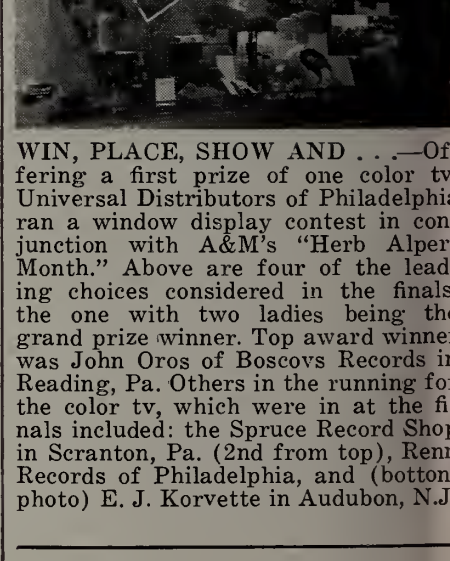 WIN, PLACE, SHOW AND . . .—Of
fering a first prize of one color tv
Universal Distributors of Philadelphia
ran a window display contest in con
junction with A&M's “Herb Alper
Month.” Above are four of the lead
ing choices considered in the finals
the one with two ladies being the
grand prize winner. Top award winner
was John Oros of Boscovs Records in
Reading, Pa. Others in the running for
the color tv, which were in at the fi
nals included: the Spruce Record Shop
in Scranton, Pa. (2nd from top), Renn
Records of Philadelphia, and (bottom
photo) E. J. Korvette in Audubon, N.J